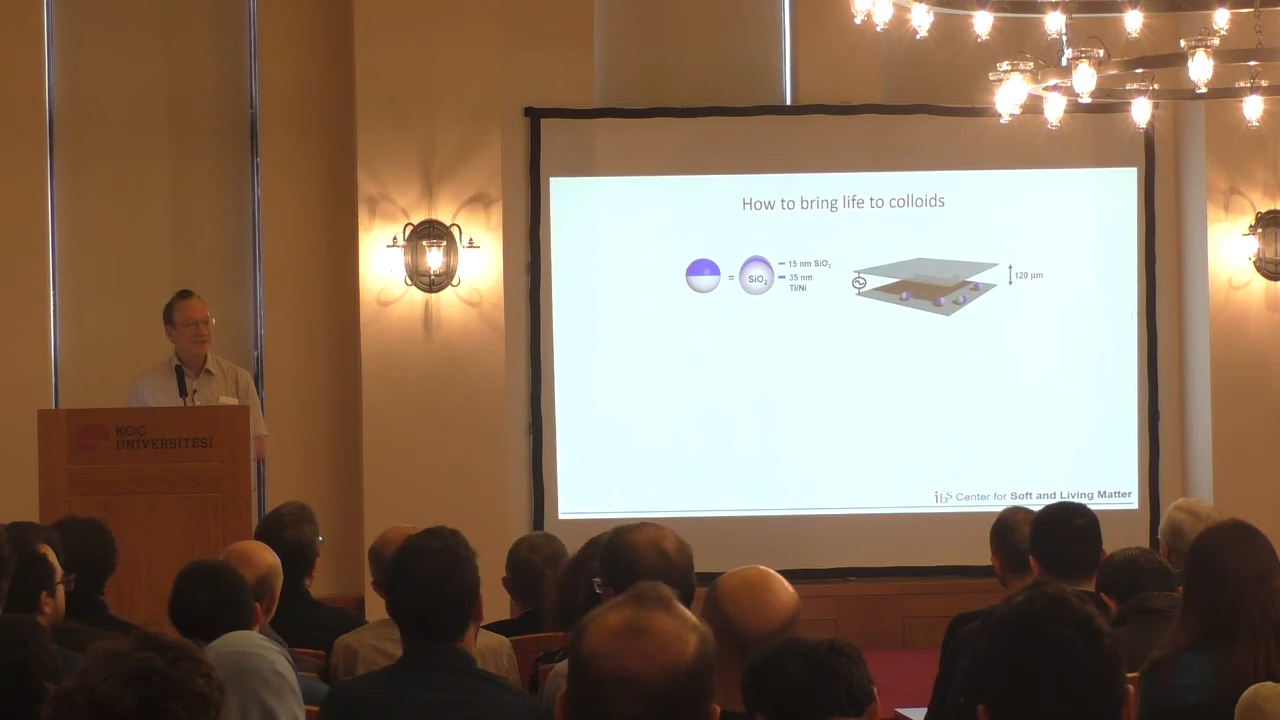 KOÇ
ÜNİVERSİTESİ
How to bring life to colloids
= SiO2
15 nm SiO2
35 nm
Ti/Ni
120 μm
ibS Center for Soft and Living Matter